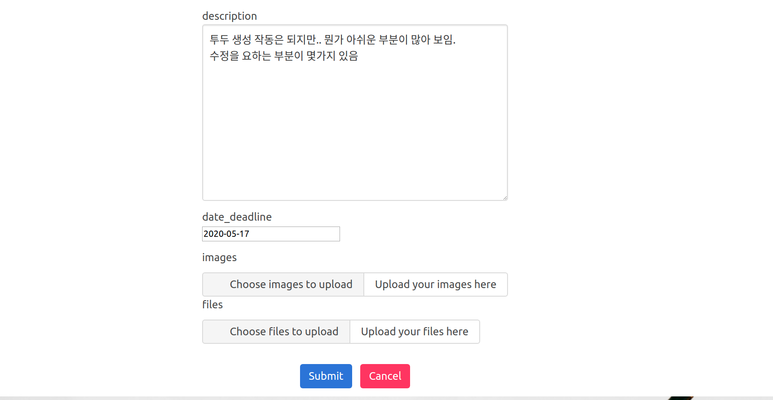 description
투두 생성 작동은 되지만.. 뭔가 아쉬운 부분이 많아 보임.
수정을 요하는 부분이 몇가지 있음
date_deadline
2020-05-17
images
Choose images to upload Upload your images here
files
Choose files to upload Upload your files here
Submit Cancel